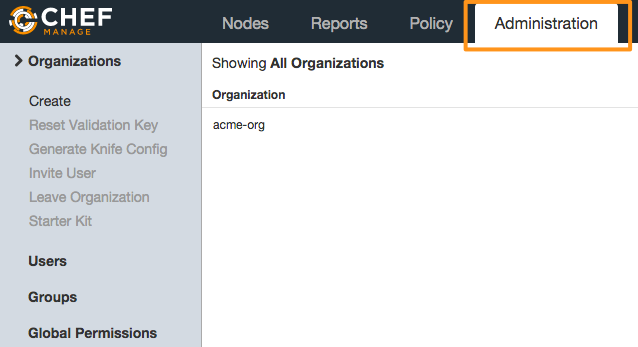 CHEF
MANAGE
Nodes Reports Policy Administration
Organizations
Create
Reset Validation Key
Generate Knife Config
Invite User
Leave Organization
Starter Kit
Users
Groups
Global Permissions
Showing All Organizations
Organization
acme-org